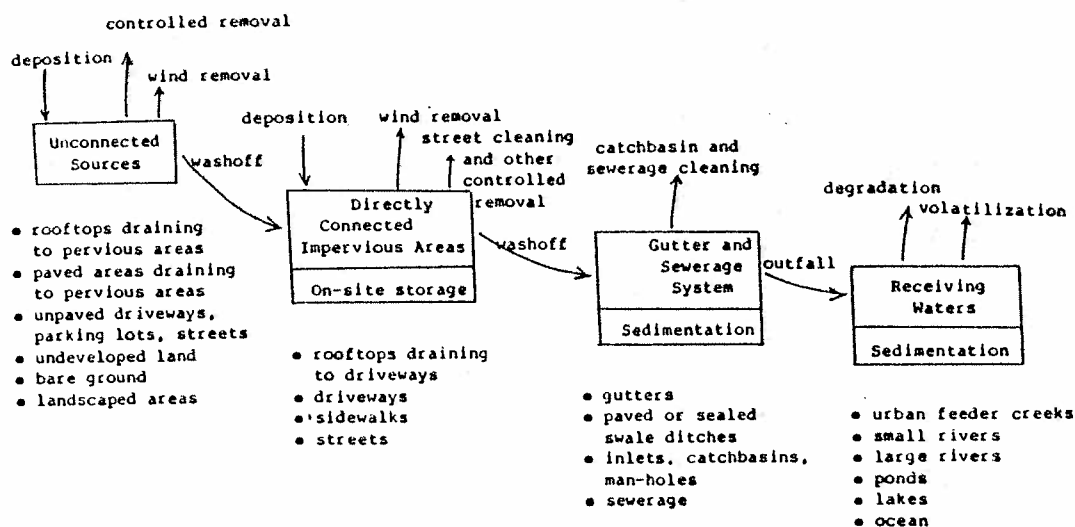 controlled removal
deposition
wind removal
Unconnected
Sources
washoff
• rooftops draining
to pervious areas
• paved areas draining
to pervious areas
• unpaved driveways,
parking lots, streets
• undeveloped land
• bare ground
• landscaped areas
deposition
wind removal
street cleaning
and other
controlled
removal
Directly
Connected
Impervious Areas
On-site storage
washoff
• rooftops draining
to driveways
• driveways
• sidewalks
• streets
catchbasin and
sewerage cleaning
Gutter and
Sewerage
System
Sedimentation
outfall
• gutters
• paved or sealed
swale ditches
• inlets, catchbasins,
man-holes
• sewerage
degradation
volatilization
Receiving
Waters
Sedimentation
• urban feeder creeks
• small rivers
• large rivers
• ponds
• lakes
• ocean